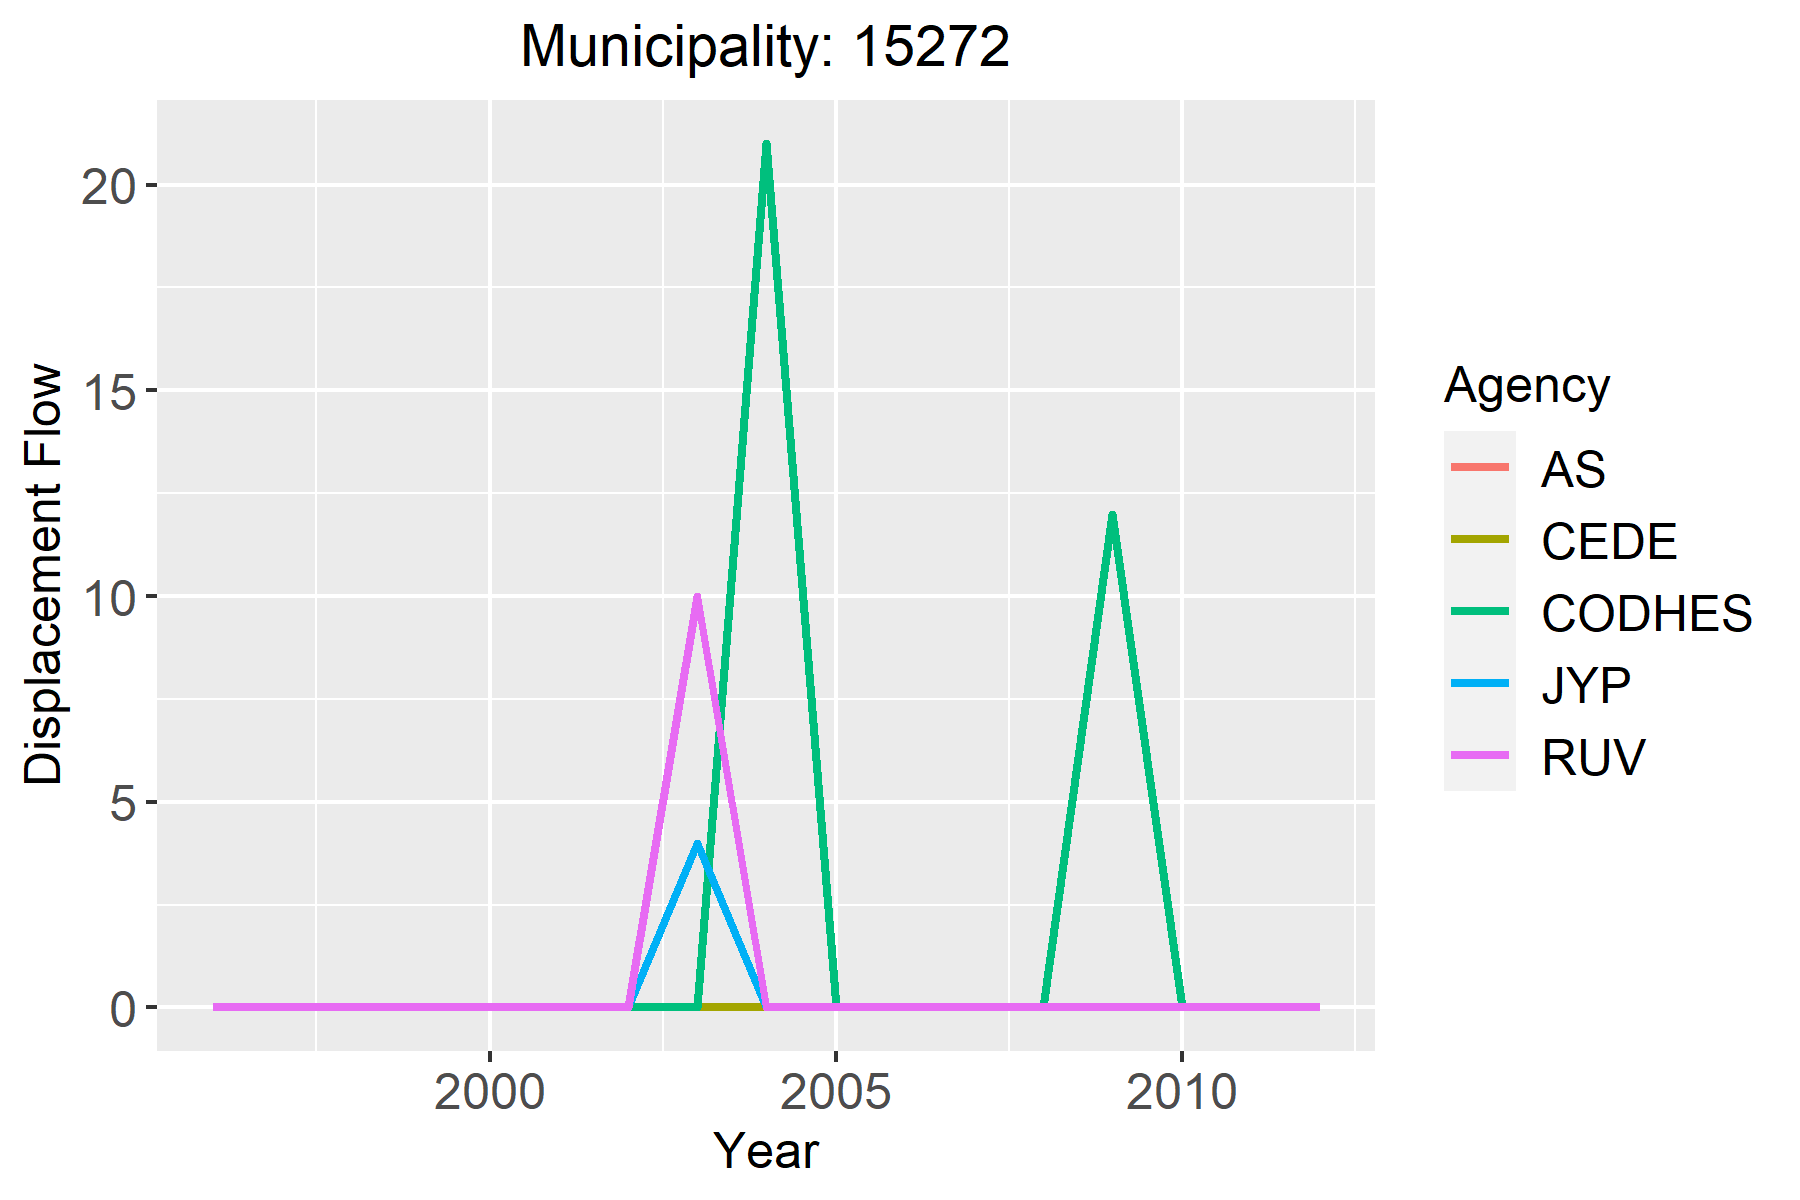 Municipality: 15272
Displacement Flow
20
15
10
5
0
2000 2005 2010
Year
Agency
AS
CEDE
CODHES
JYP
RUV